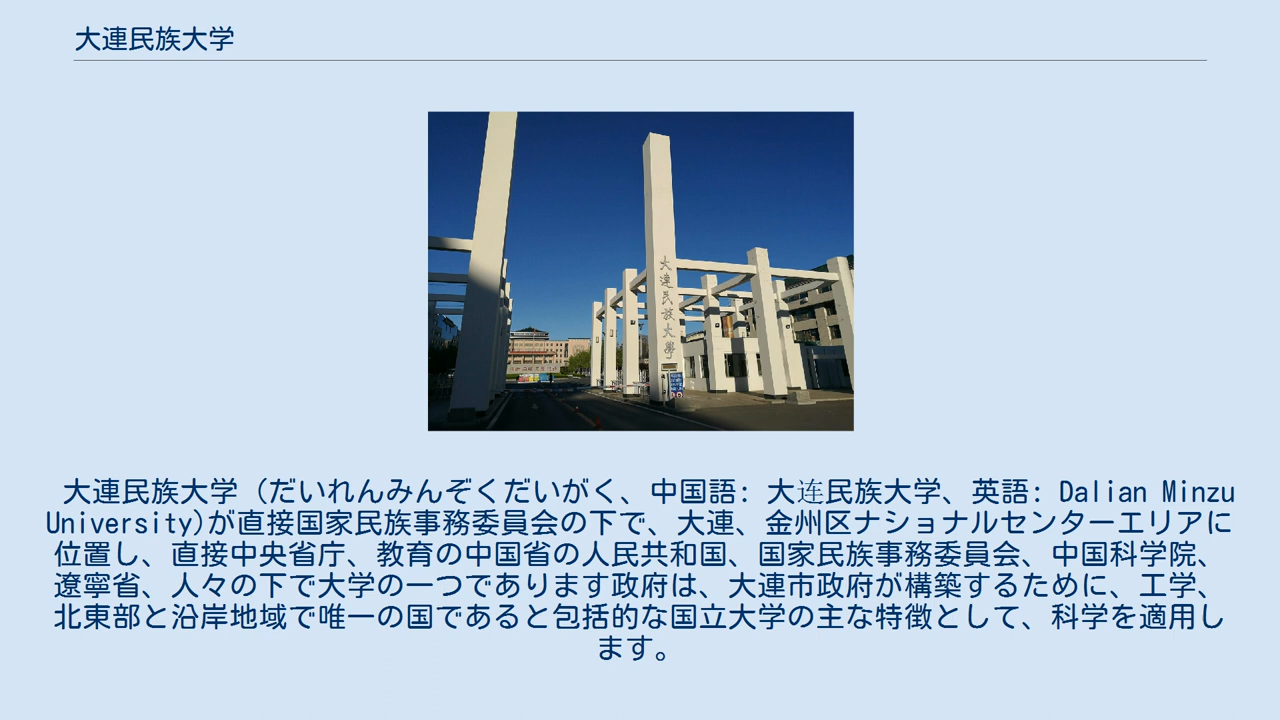 大連民族大学
大連民族大學
大連民族大学（だいれんみんぞくだいがく、中国語: 大连民族大学、英語: Dalian Minzu
University)が直接国家民族事務委員会の下で、大連、金州区ナショナルセンターエリアに
位置し、直接中央省庁、教育の中国省の人民共和国、国家民族事務委員会、中国科学院、
遼寧省、人々の下で大学の一つであります政府は、大連市政府が構築するために、工学、
北東部と沿岸地域で唯一の国であると包括的な国立大学の主な特徴として、科学を適用し
ます。